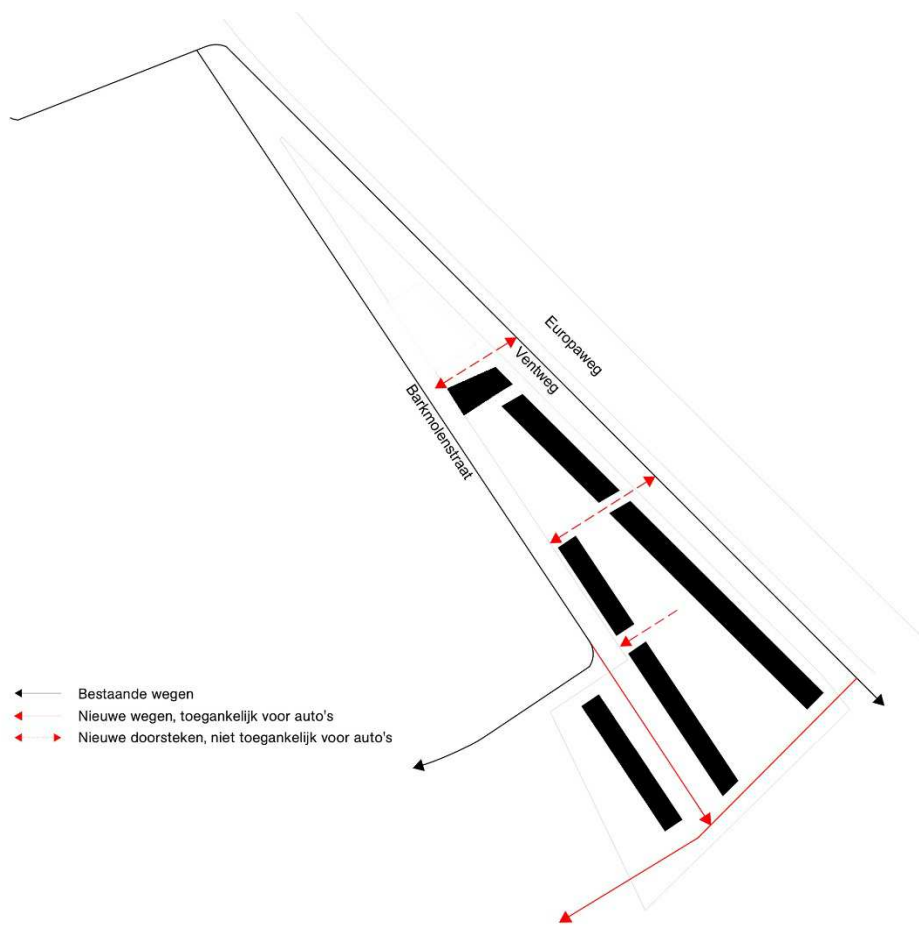 Europaweg
Ventweg
Barkmolenstraat
Bestaande wegen
Nieuwe wegen, toegankelijk voor auto's
Nieuwe doorsteken, niet toegankelijk voor auto's